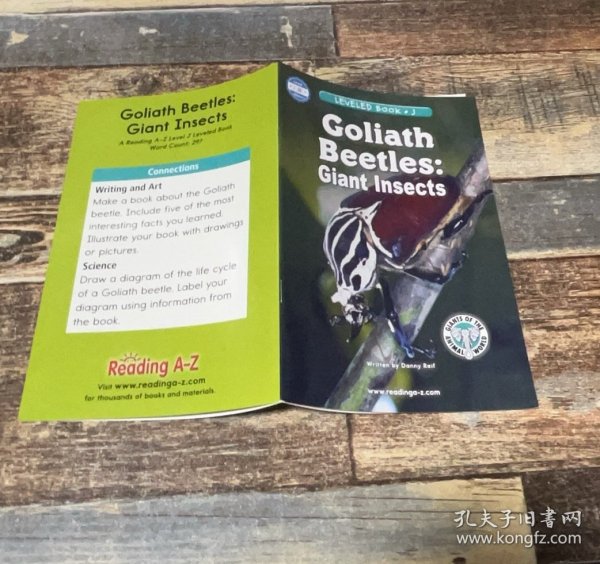 Goliath Beetles:
Giant Insects
A Reading A–Z Level J Leveled Book
Word Count: 297
Connections
Writing and Art
Make a book about the Goliath
beetle. Include five of the most
interesting facts you learned.
Illustrate your book with drawings
or pictures.
Science
Draw a diagram of the life cycle
of a Goliath beetle. Label your
diagram using information from
the book.
Reading A-Z
Visit www.readinga-z.com
for thousands of books and materials.
LEVELED BOOK • J
Goliath
Beetles:
Giant Insects
GIANTS OF THE
ANIMAL WORLD
Written by Danny Reif
www.readinga-z.com
孔夫子旧书网
kongfz.com